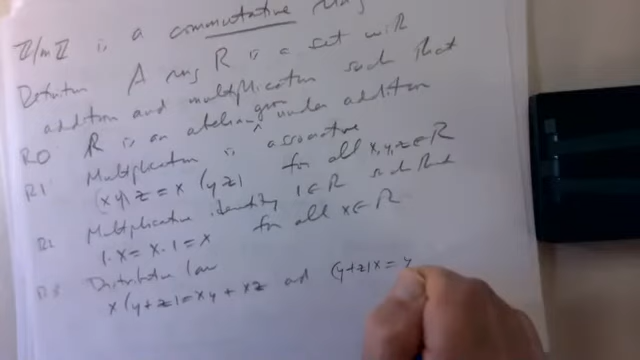 Z/mZ is a commutative ring
Definition A ring R is a set with
addition and multiplication such that
R0 R is an abelian group under addition
R1 Multiplication is associative
(xy)z = x(yz) for all x,y,z ∈ R
R2 Multiplicative identity 1 ∈ R such that
1·x = x·1 = x for all x ∈ R
R3 Distributive law
x(y+z) = xy + xz and (y+z)x = y